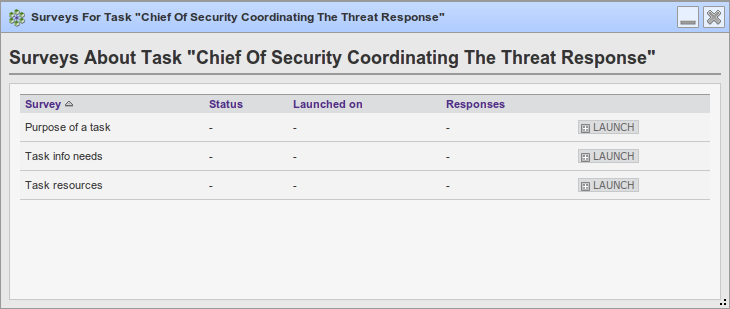 Surveys For Task "Chief Of Security Coordinating The Threat Response"
Surveys About Task "Chief Of Security Coordinating The Threat Response"
Survey Status Launched on Responses
Purpose of a task - - - LAUNCH
Task info needs - - - LAUNCH
Task resources - - - LAUNCH